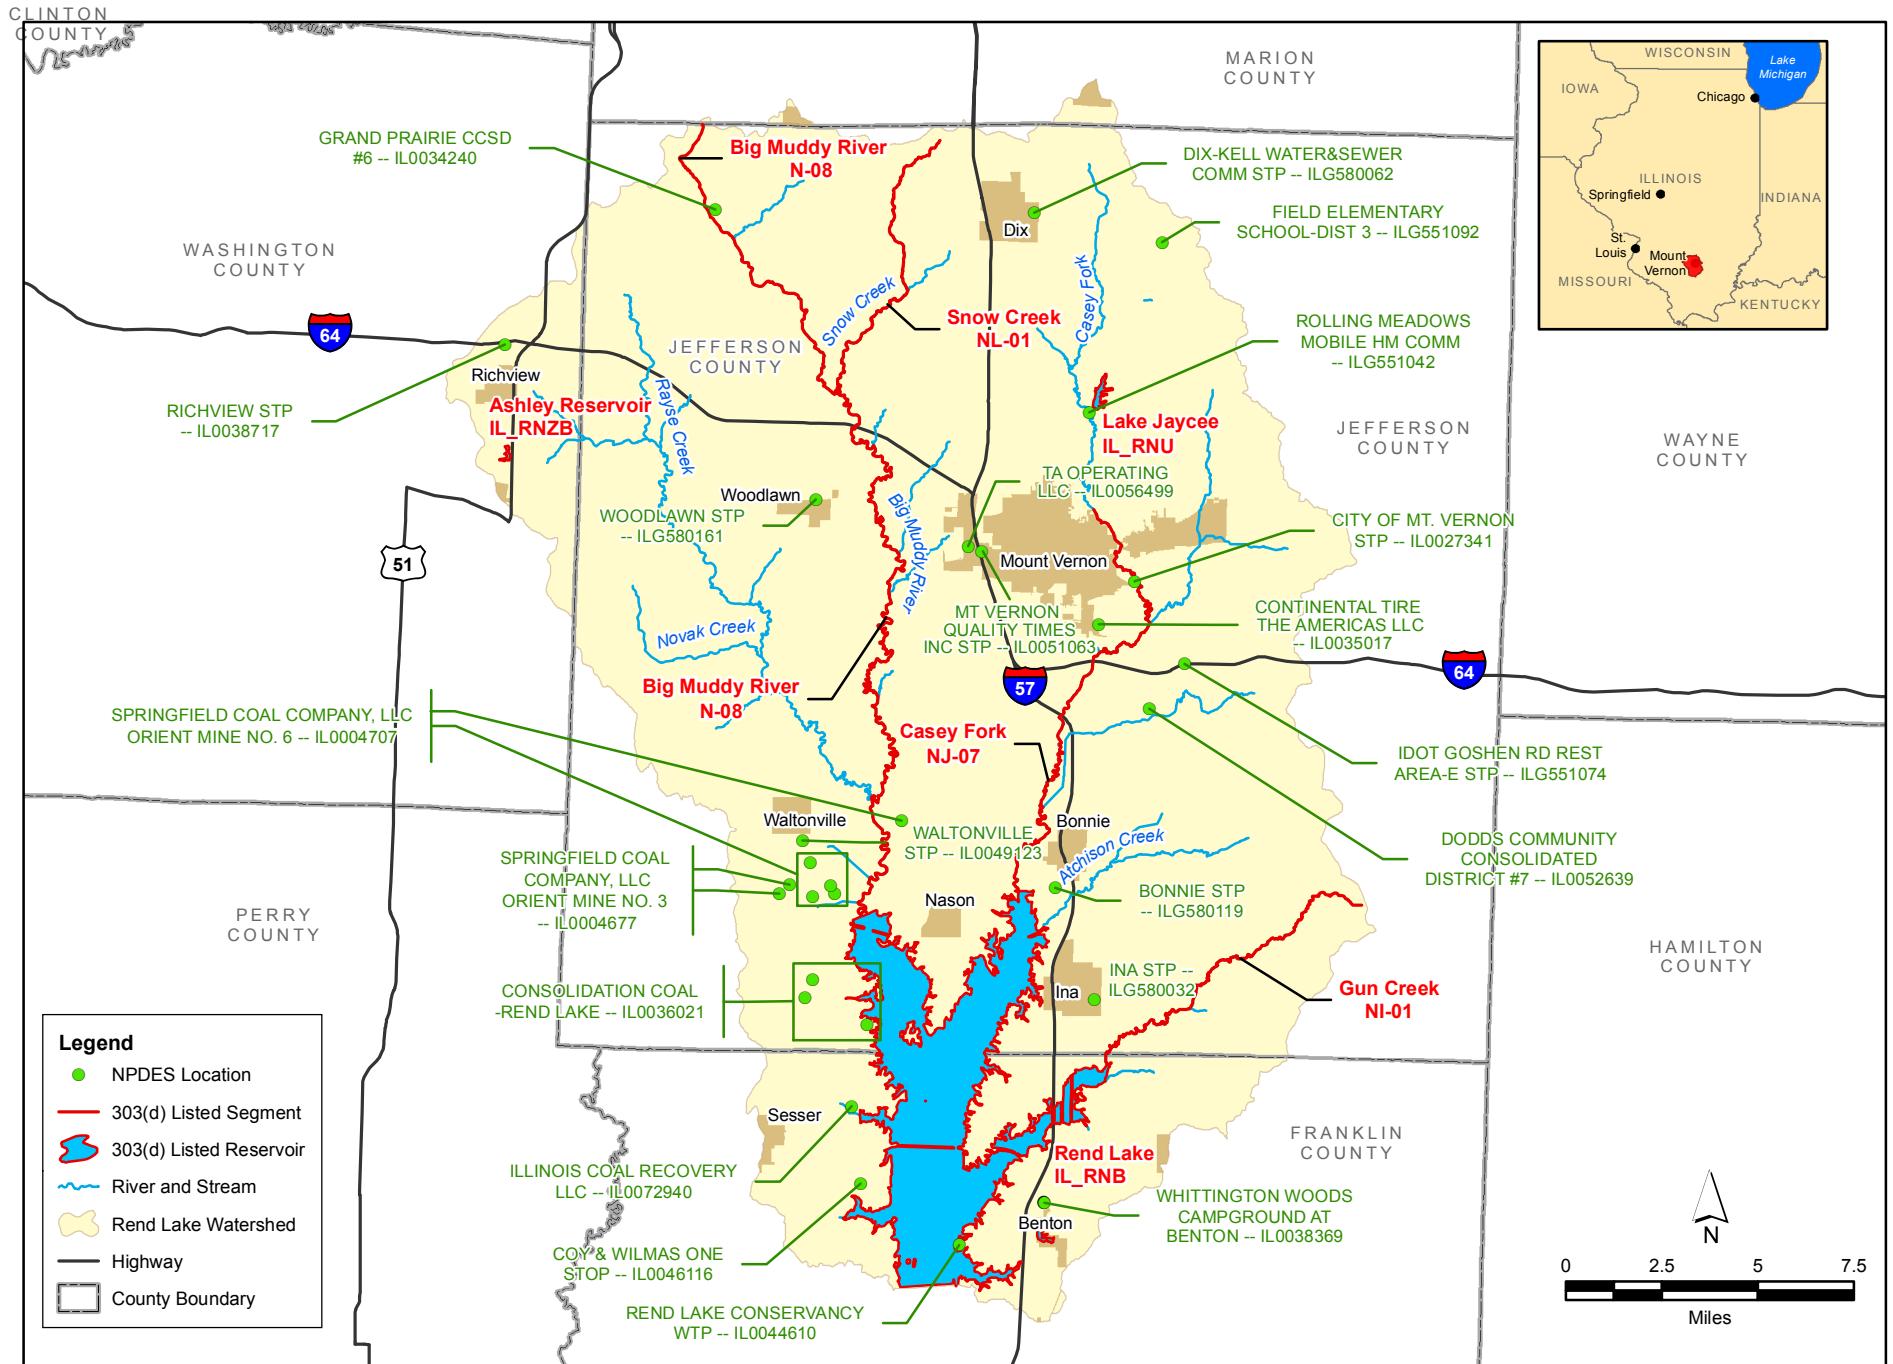 CLINTON
COUNTY
MARION
COUNTY
WISCONSIN
Lake
Michigan
IOWA
Chicago
ILLINOIS
Springfield
INDIANA
St.
Louis
Mount
Vernon
MISSOURI
KENTUCKY
GRAND PRAIRIE CCSD
#6 -- IL0034240
Big Muddy River
N-08
DIX-KELL WATER&SEWER
COMM STP -- ILG580062
Dix
FIELD ELEMENTARY
SCHOOL-DIST 3 -- ILG551092
WASHINGTON
COUNTY
Snow Creek
Casey Fork
64
Snow Creek
NL-01
JEFFERSON
COUNTY
ROLLING MEADOWS
MOBILE HM COMM
-- ILG551042
Richview
RICHVIEW STP
-- IL0038717
Ashley Reservoir
IL_RNZB
Rayse Creek
Lake Jaycee
IL_RNU
JEFFERSON
COUNTY
WAYNE
COUNTY
TA OPERATING
LLC -- IL0056499
Woodlawn
WOODLAWN STP
-- ILG580161
Big Muddy River
CITY OF MT. VERNON
STP -- IL0027341
51
Mount Vernon
MT VERNON
QUALITY TIMES
INC STP -- IL0051063
CONTINENTAL TIRE
THE AMERICAS LLC
-- IL0035017
Novak Creek
64
57
Big Muddy River
N-08
SPRINGFIELD COAL COMPANY, LLC
ORIENT MINE NO. 6 -- IL0004707
Casey Fork
NJ-07
IDOT GOSHEN RD REST
AREA-E STP -- ILG551074
Waltonville
WALTONVILLE
STP -- IL0049123
Bonnie
Atchison Creek
DODDS COMMUNITY
CONSOLIDATED
DISTRICT #7 -- IL0052639
SPRINGFIELD COAL
COMPANY, LLC
ORIENT MINE NO. 3
-- IL0004677
BONNIE STP
-- ILG580119
Nason
PERRY
COUNTY
HAMILTON
COUNTY
CONSOLIDATION COAL
-REND LAKE -- IL0036021
Ina
INA STP --
ILG580032
Gun Creek
NI-01
Legend
NPDES Location
303(d) Listed Segment
303(d) Listed Reservoir
River and Stream
Rend Lake Watershed
Highway
County Boundary
Sesser
FRANKLIN
COUNTY
Rend Lake
IL_RNB
ILLINOIS COAL RECOVERY
LLC -- IL0072940
WHITTINGTON WOODS
CAMPGROUND AT
BENTON -- IL0038369
Benton
COY & WILMAS ONE
STOP -- IL0046116
REND LAKE CONSERVANCY
WTP -- IL0044610
N
0 2.5 5 7.5
Miles